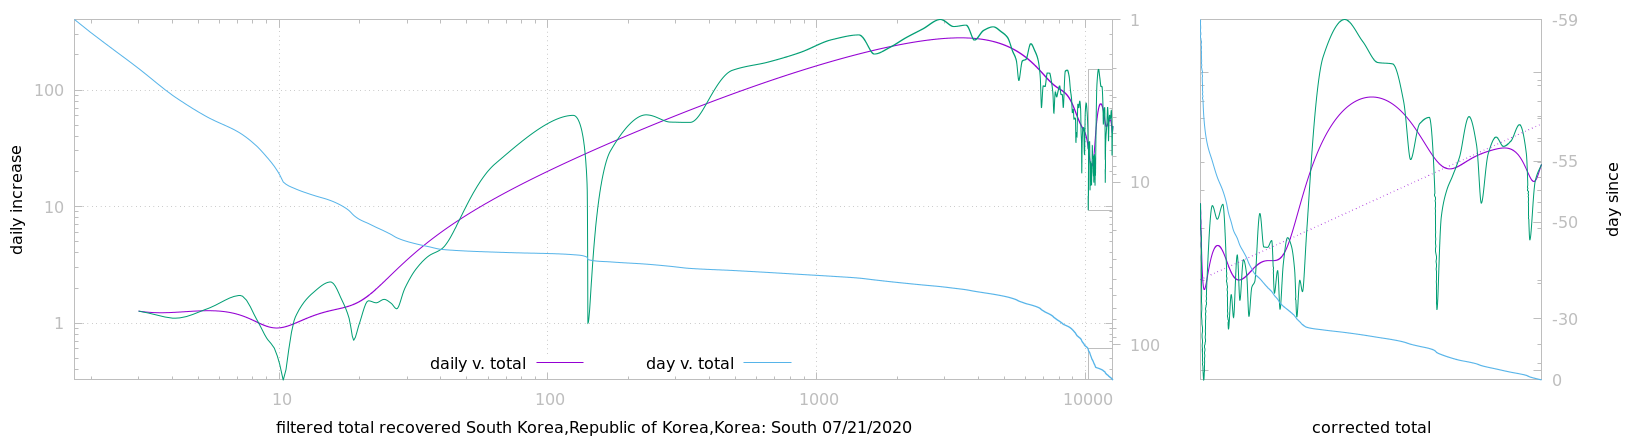 daily increase
100
10
1
10
100
1000
10000
1
10
100
daily v. total
day v. total
filtered total recovered South Korea,Republic of Korea,Korea: South 07/21/2020
-59
-55
-50
-30
0
day since
corrected total